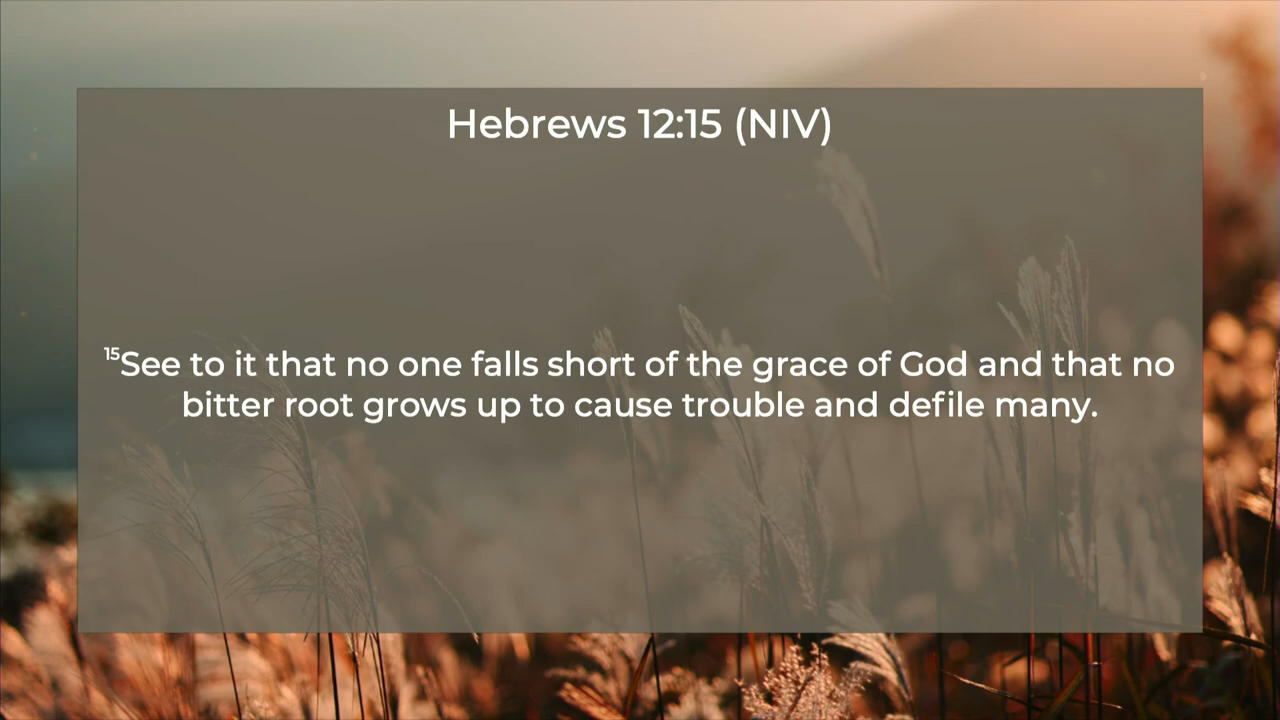 Hebrews 12:15 (NIV)
15See to it that no one falls short of the grace of God and that no
bitter root grows up to cause trouble and defile many.